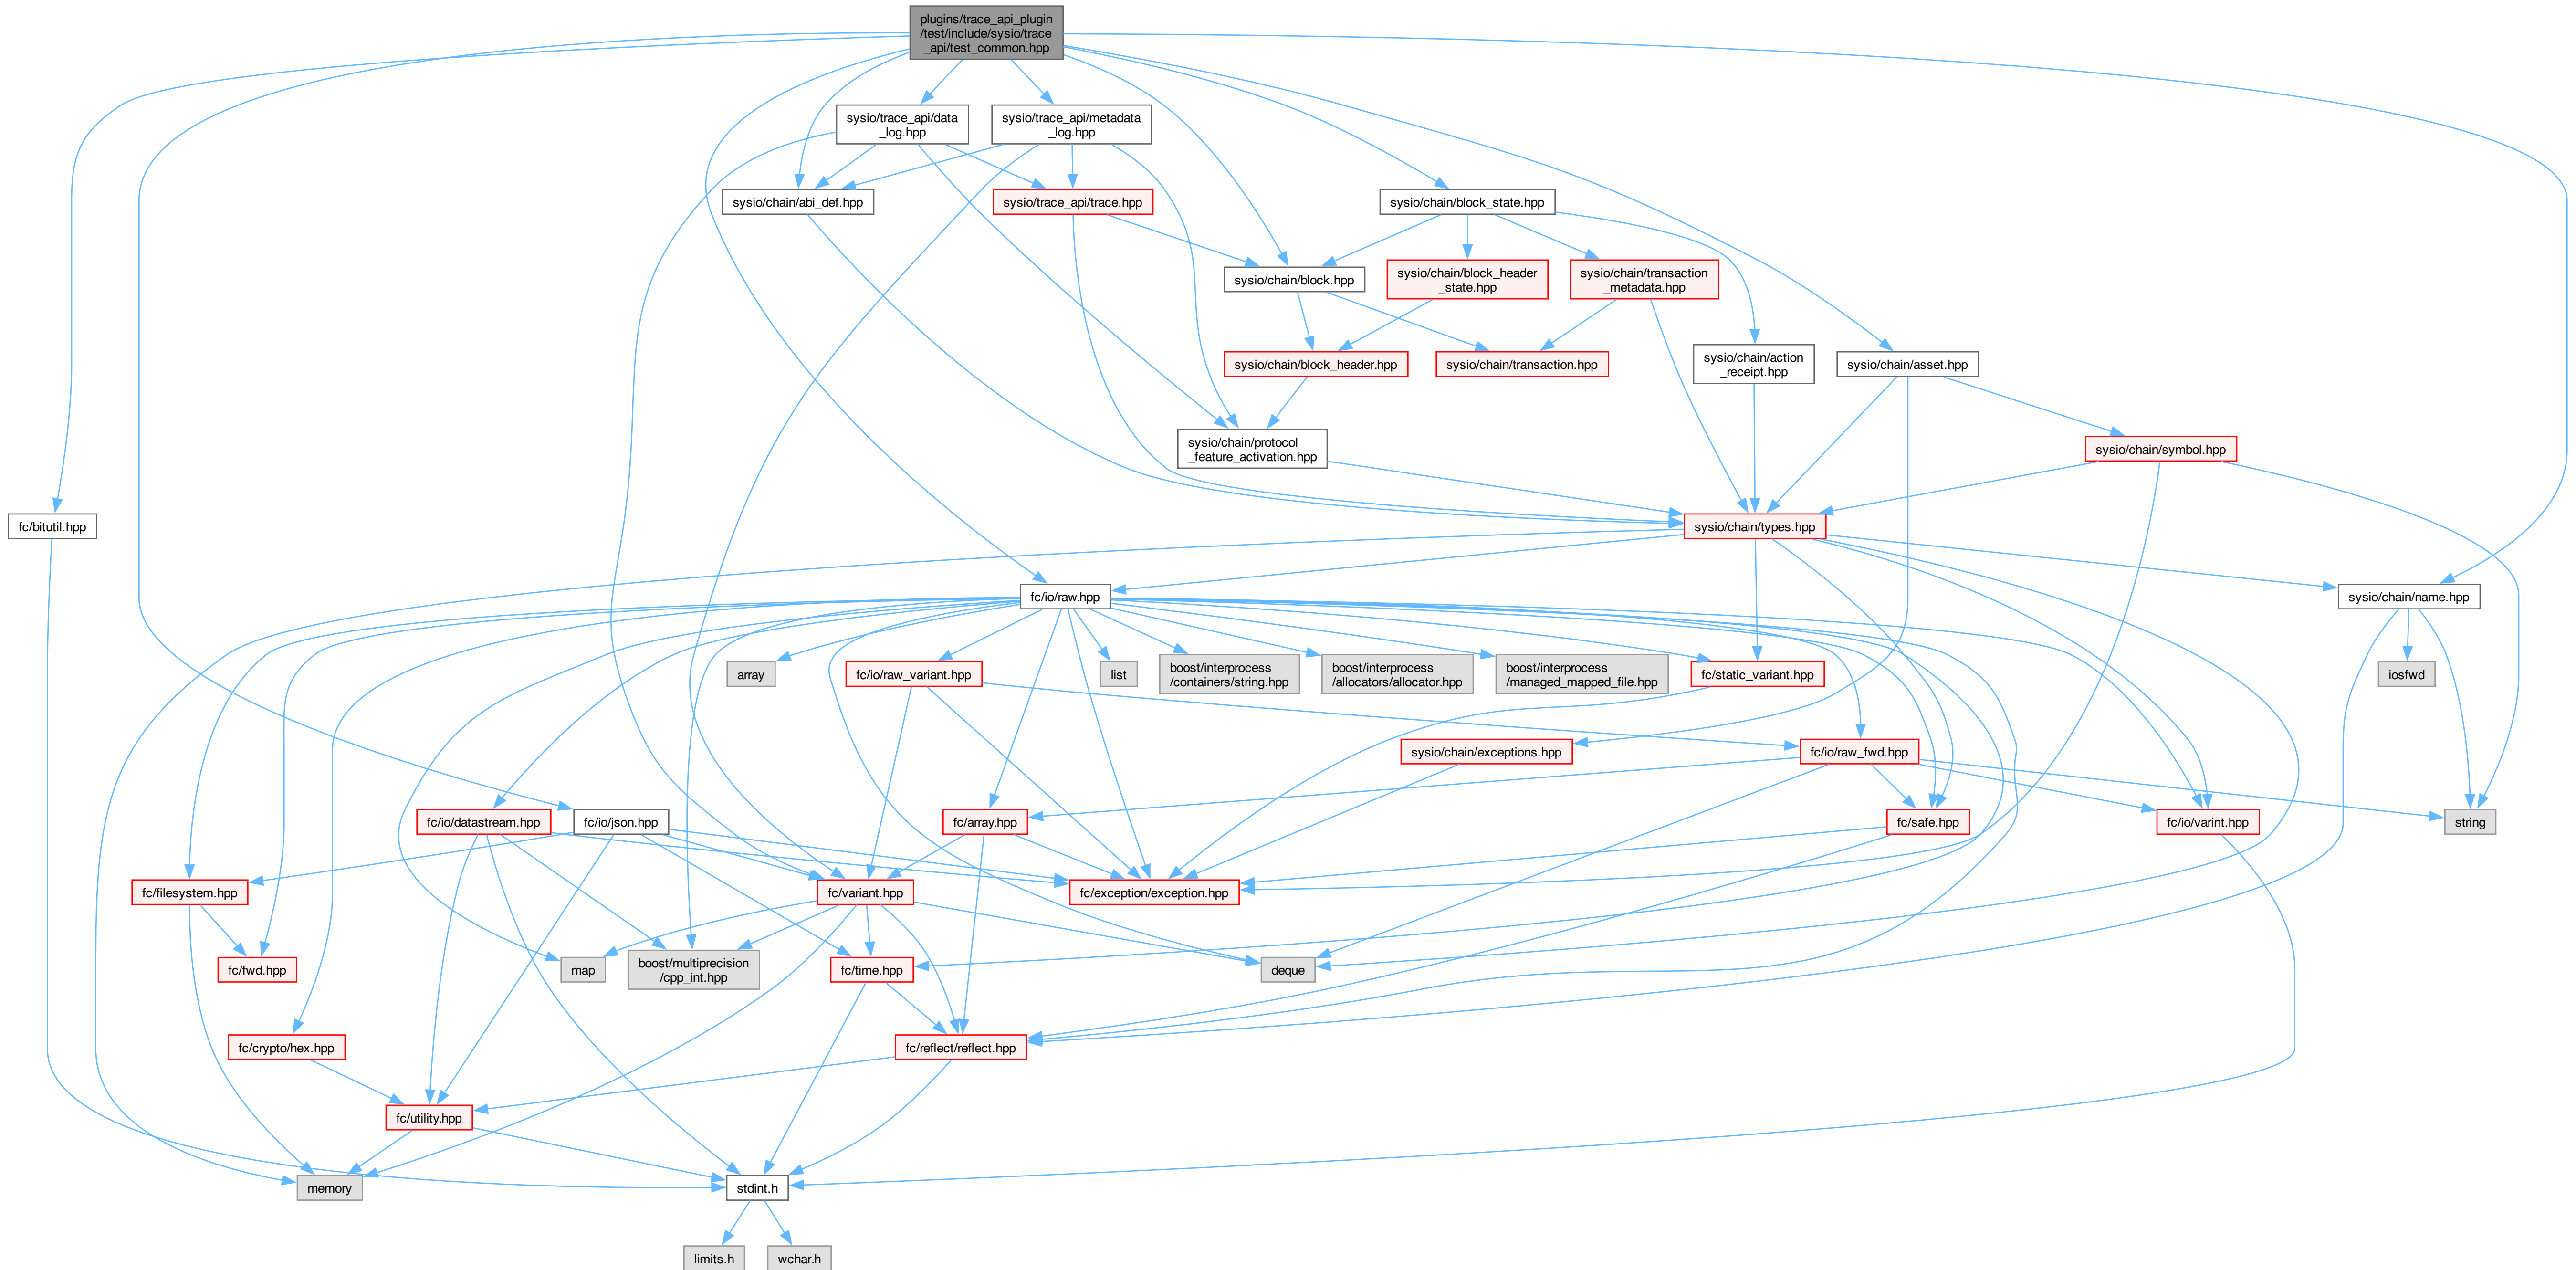 plugins/trace_api_plugin
/test/include/sysio/trace
_api/test_common.hpp
sysio/trace_api/data
_log.hpp
sysio/trace_api/metadata
_log.hpp
sysio/chain/abi_def.hpp
sysio/trace_api/trace.hpp
sysio/chain/block_state.hpp
sysio/chain/block.hpp
sysio/chain/block_header
_state.hpp
sysio/chain/transaction
_metadata.hpp
sysio/chain/block_header.hpp
sysio/chain/transaction.hpp
sysio/chain/action
_receipt.hpp
sysio/chain/asset.hpp
sysio/chain/protocol
_feature_activation.hpp
sysio/chain/symbol.hpp
fc/bitutil.hpp
sysio/chain/types.hpp
fc/io/raw.hpp
sysio/chain/name.hpp
array
fc/io/raw_variant.hpp
list
boost/interprocess
/containers/string.hpp
boost/interprocess
/allocators/allocator.hpp
boost/interprocess
/managed_mapped_file.hpp
fc/static_variant.hpp
iosfwd
sysio/chain/exceptions.hpp
fc/io/raw_fwd.hpp
fc/io/datastream.hpp
fc/io/json.hpp
fc/array.hpp
fc/safe.hpp
fc/io/varint.hpp
string
fc/filesystem.hpp
fc/variant.hpp
fc/exception/exception.hpp
fc/fwd.hpp
map
boost/multiprecision
/cpp_int.hpp
fc/time.hpp
deque
fc/crypto/hex.hpp
fc/reflect/reflect.hpp
fc/utility.hpp
memory
stdint.h
limits.h
wchar.h